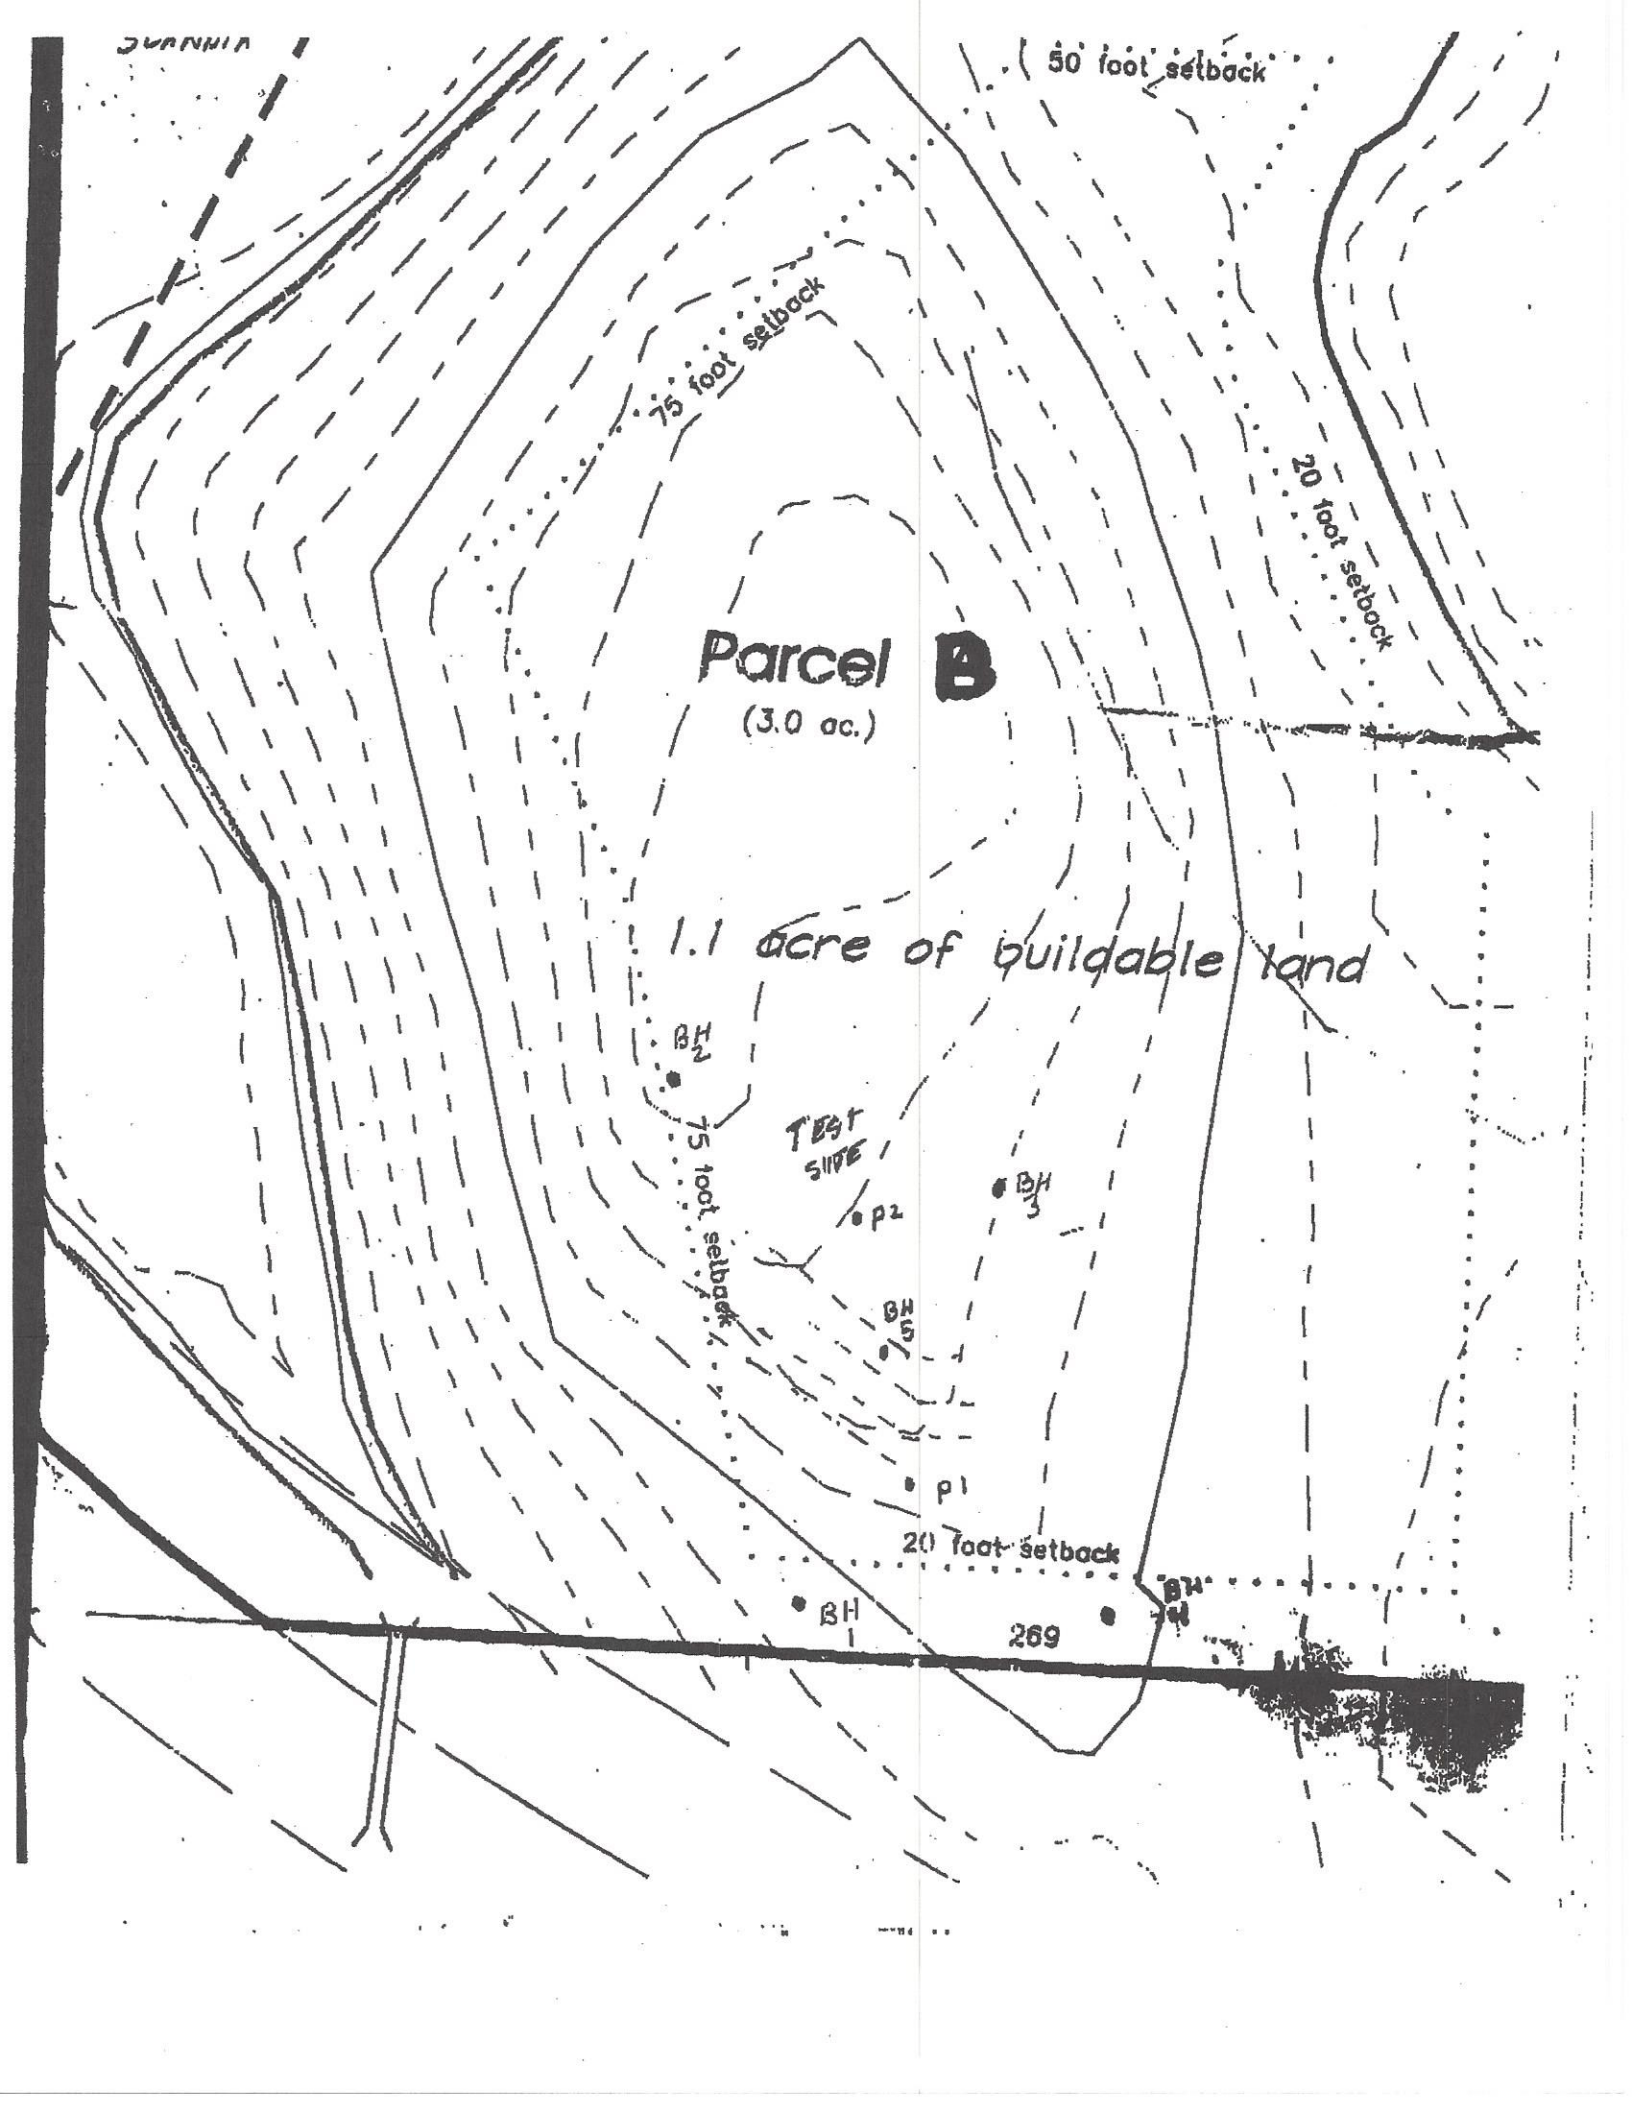 50 foot setback
75 foot setback
20 foot setback
Parcel B
(3.0 ac.)
1.1 acre of buildable land
BH
2
TEST
SITE
75 foot setback
P2
BH
3
BH
5
P1
20 foot setback
BH
1
BH
4
269